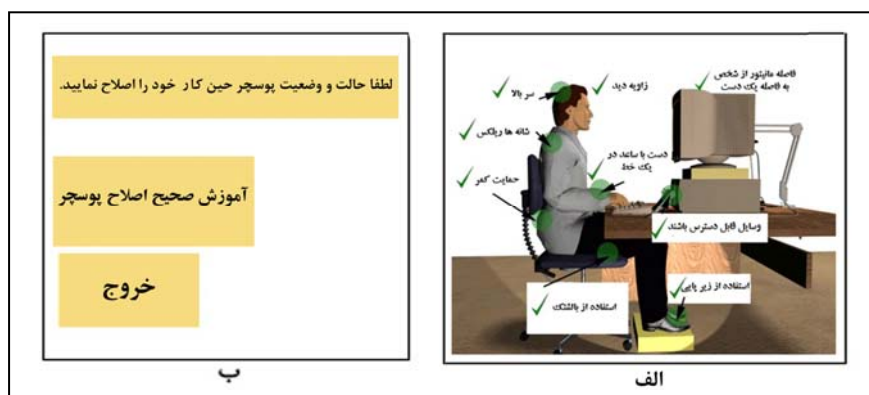 فاصله مانیتور از شخص
به فاصله یک دست
زاویه دید
سر بالا
شانه ها ریلکس
دست با ساعد در
یک خط
حمایت کمر
وسایل قابل دسترس باشند
استفاده از زیر پایی
استفاده از بالشتک
الف
لطفا حالت و وضعیت پوسچر حین کار خود را اصلاح نمایید.
آموزش صحیح اصلاح پوسچر
خروج
ب